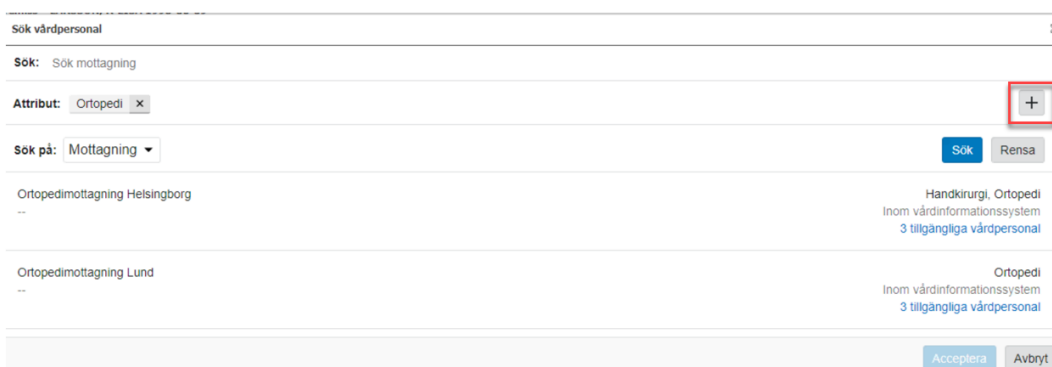 Sök vårdpersonal
Sök: Sök mottagning
Attribut: Ortopedi x +
Sök på: Mottagning Sök Rensa
Ortopedimottagning Helsingborg Handkirurgi, Ortopedi
-- Inom vårdinformationssystem
3 tillgängliga vårdpersonal
Ortopedimottagning Lund Ortopedi
-- Inom vårdinformationssystem
3 tillgängliga vårdpersonal
Acceptera Avbryt